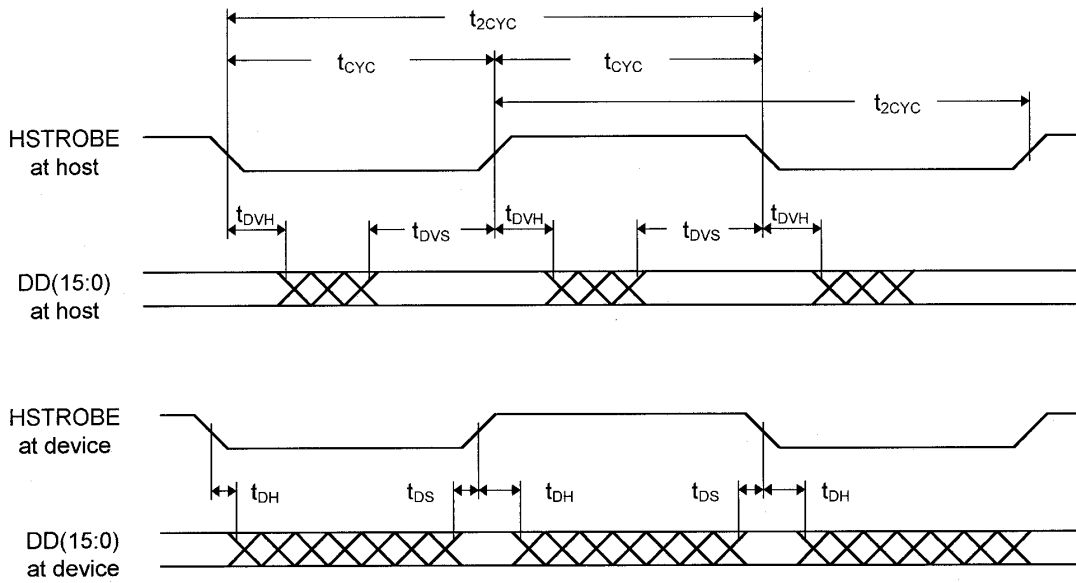 t2CYC
tCYC tCYC
t2CYC
HSTROBE
at host
tDVH tDVS tDVH tDVS tDVH
DD(15:0)
at host
HSTROBE
at device
tDH tDS tDH tDS tDH
DD(15:0)
at device